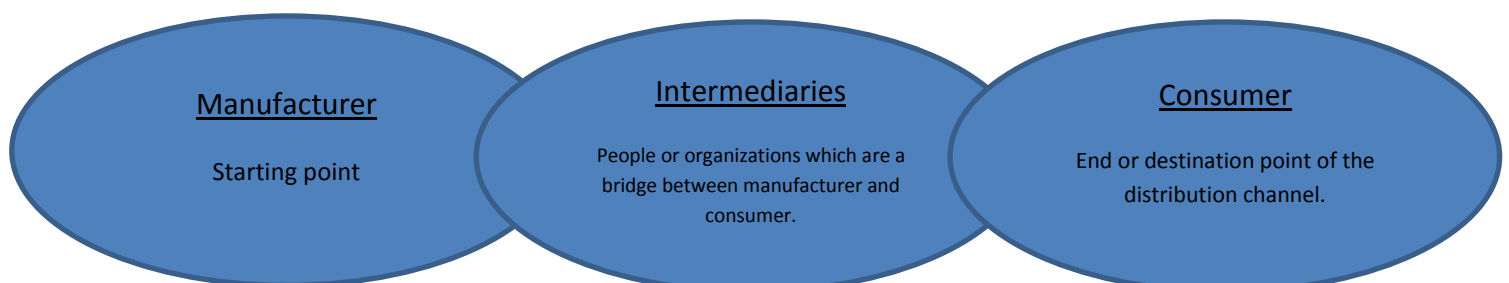 Manufacturer
Starting point
Intermediaries
People or organizations which are a
bridge between manufacturer and
consumer.
Consumer
End or destination point of the
distribution channel.